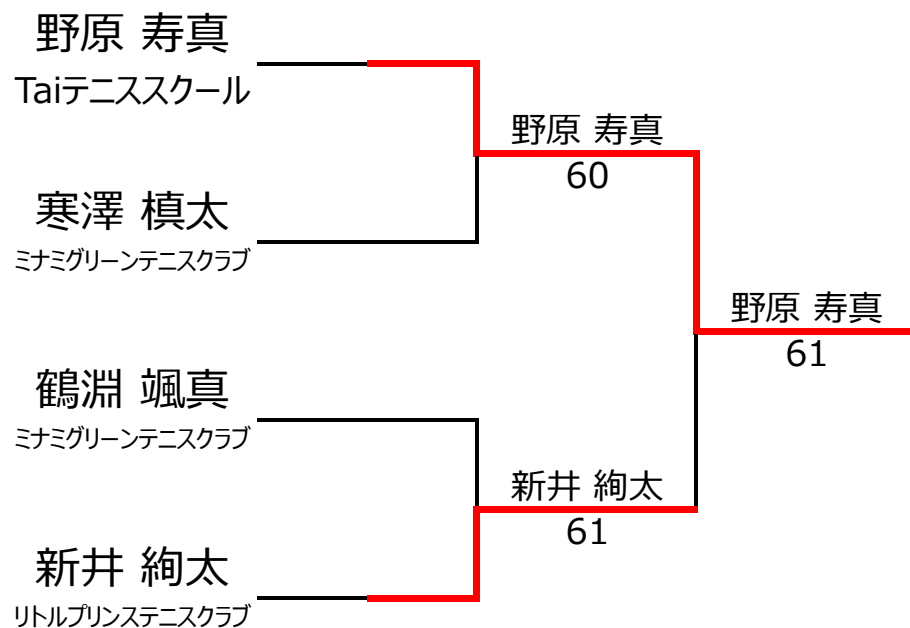 野原 寿真
Taiテニススクール
野原 寿真
60
寒澤 槙太
ミナミグリーンテニスクラブ
野原 寿真
61
鶴淵 颯真
ミナミグリーンテニスクラブ
新井 絢太
61
新井 絢太
リトルプリンステニスクラブ